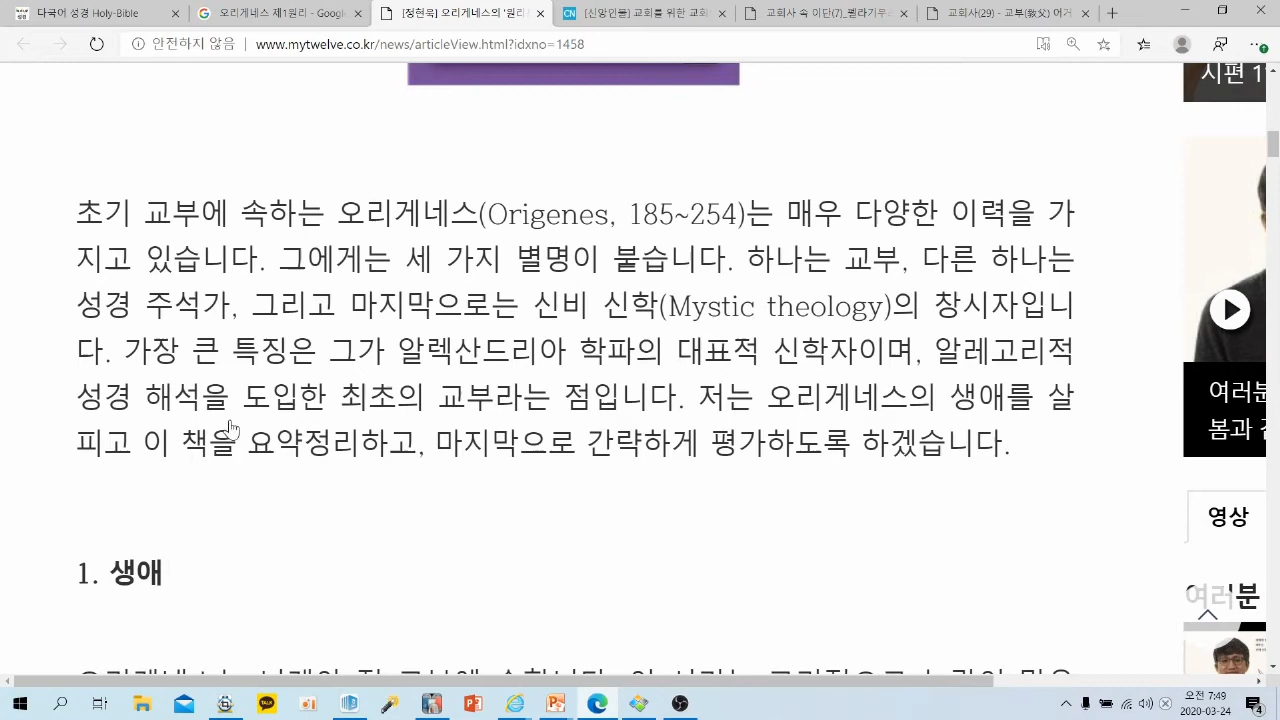 다국어 성경 Holy-Bible
오리게네스 제1원리 - Google
[정현욱] 오리게네스의 '원리
[신앙인물] 교회를 위한 교회
교회사 속 이단(7)_펠라기우
교회사(29) - 교부(敎父) 어거
안전하지 않음 | www.mytwelve.co.kr/news/articleView.html?idxno=1458
시편 1
초기 교부에 속하는 오리게네스(Origenes, 185~254)는 매우 다양한 이력을 가
지고 있습니다. 그에게는 세 가지 별명이 붙습니다. 하나는 교부, 다른 하나는
성경 주석가, 그리고 마지막으로는 신비 신학(Mystic theology)의 창시자입니
다. 가장 큰 특징은 그가 알렉산드리아 학파의 대표적 신학자이며, 알레고리적
성경 해석을 도입한 최초의 교부라는 점입니다. 저는 오리게네스의 생애를 살
피고 이 책을 요약정리하고, 마지막으로 간략하게 평가하도록 하겠습니다.
여러분
봄과
영상
1. 생애
여러분
오전 7:49
2020-03-24